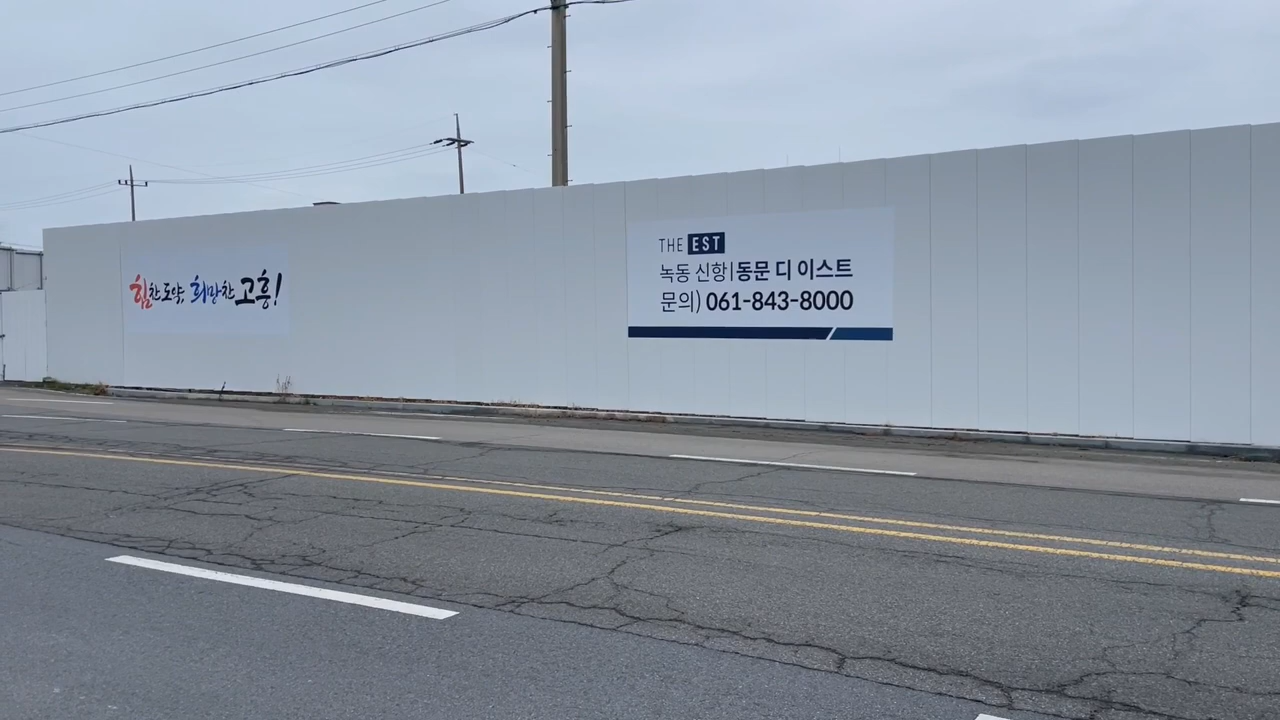 힘찬 도약, 희망찬 고흥!
THE EST
녹동 신항|동문 디 이스트
문의) 061-843-8000